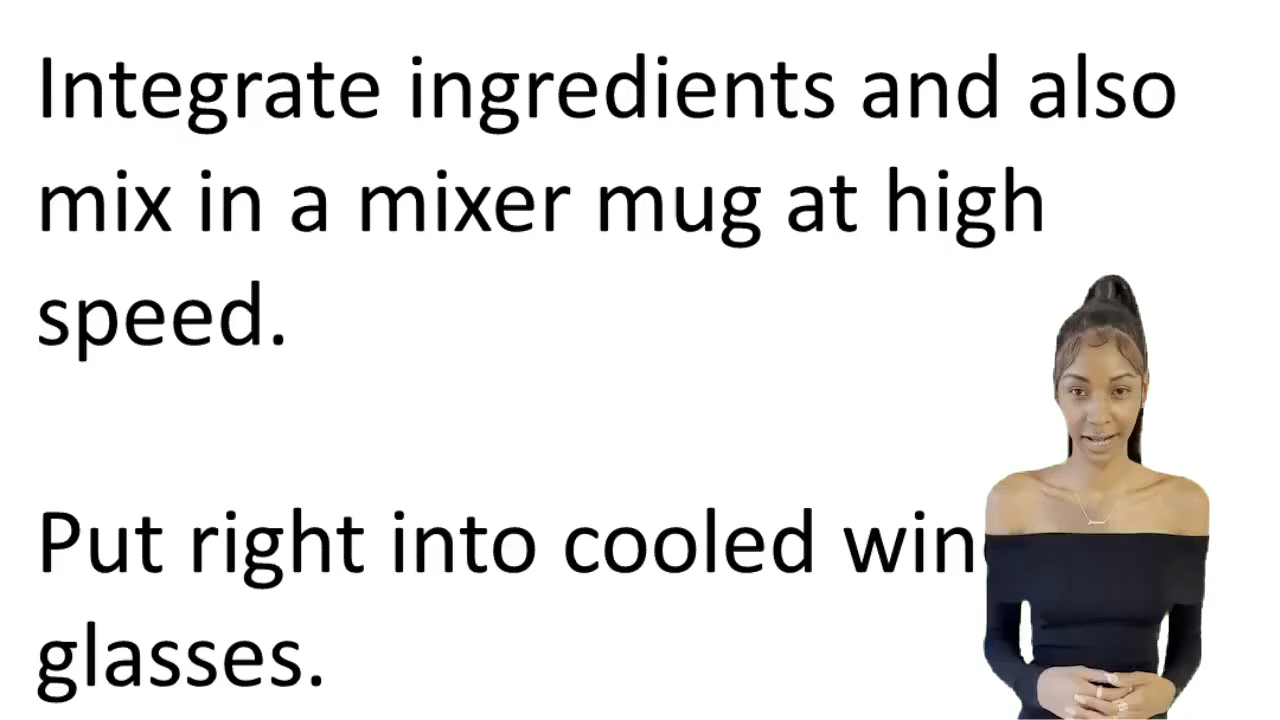 Integrate ingredients and also
mix in a mixer mug at high
speed.
Put right into cooled
glasses.